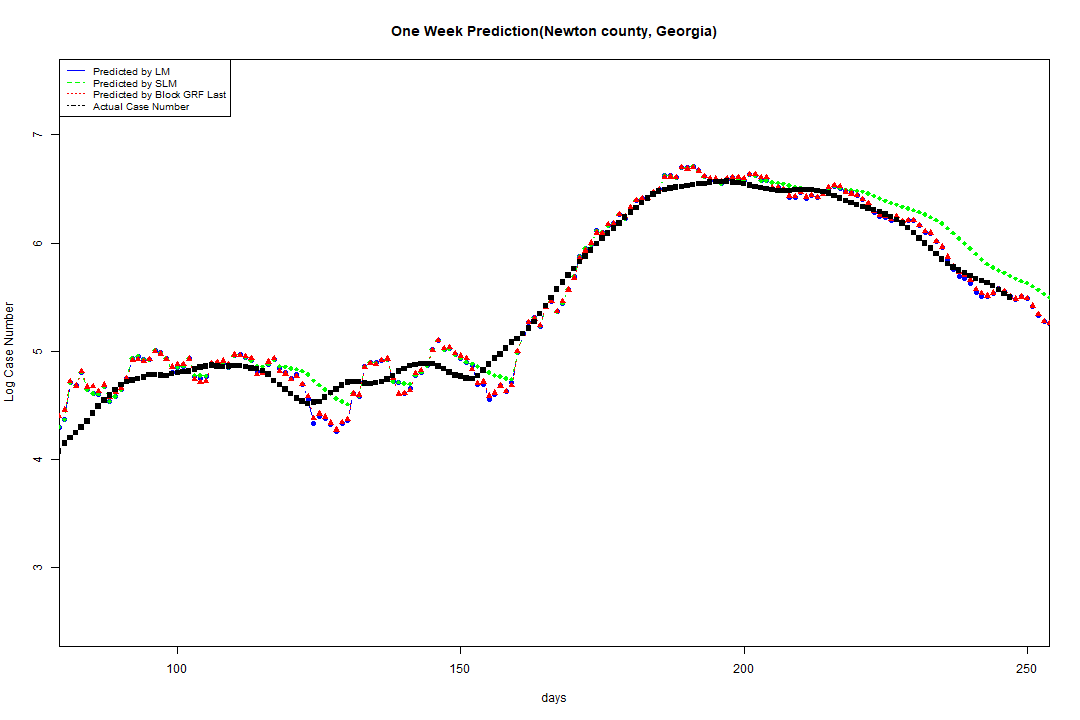 One Week Prediction(Newton county, Georgia)
Predicted by LM
Predicted by SLM
Predicted by Block GRF Last
Actual Case Number
7
6
5
4
3
Log Case Number
100 150 200 250
days